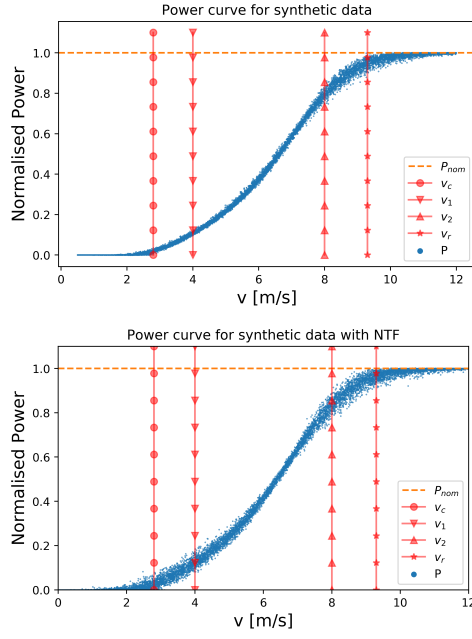 Power curve for synthetic data
Normalised Power
1.0
0.8
0.6
0.4
0.2
0.0
0 2 4 6 8 10 12
v [m/s]
P_nom
v_c
v_1
v_2
v_r
P
Power curve for synthetic data with NTF
Normalised Power
1.0
0.8
0.6
0.4
0.2
0.0
0 2 4 6 8 10 12
v [m/s]
P_nom
v_c
v_1
v_2
v_r
P